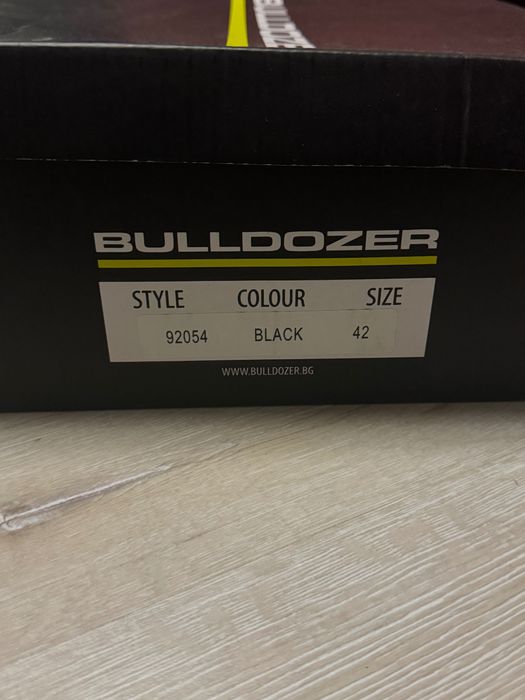 BULLDOZER
STYLE COLOUR SIZE
92054 BLACK 42
WWW.BULLDOZER.BG